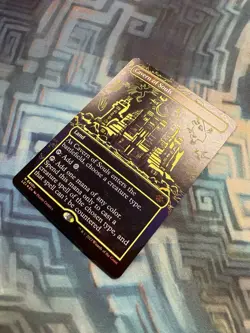 Cavern of Souls
Land
As Cavern of Souls enters the
battlefield, choose a creature type.
: Add
: Add one mana of any color.
Spend this mana only to cast a
creature spell of the chosen type, and
that spell can't be countered.